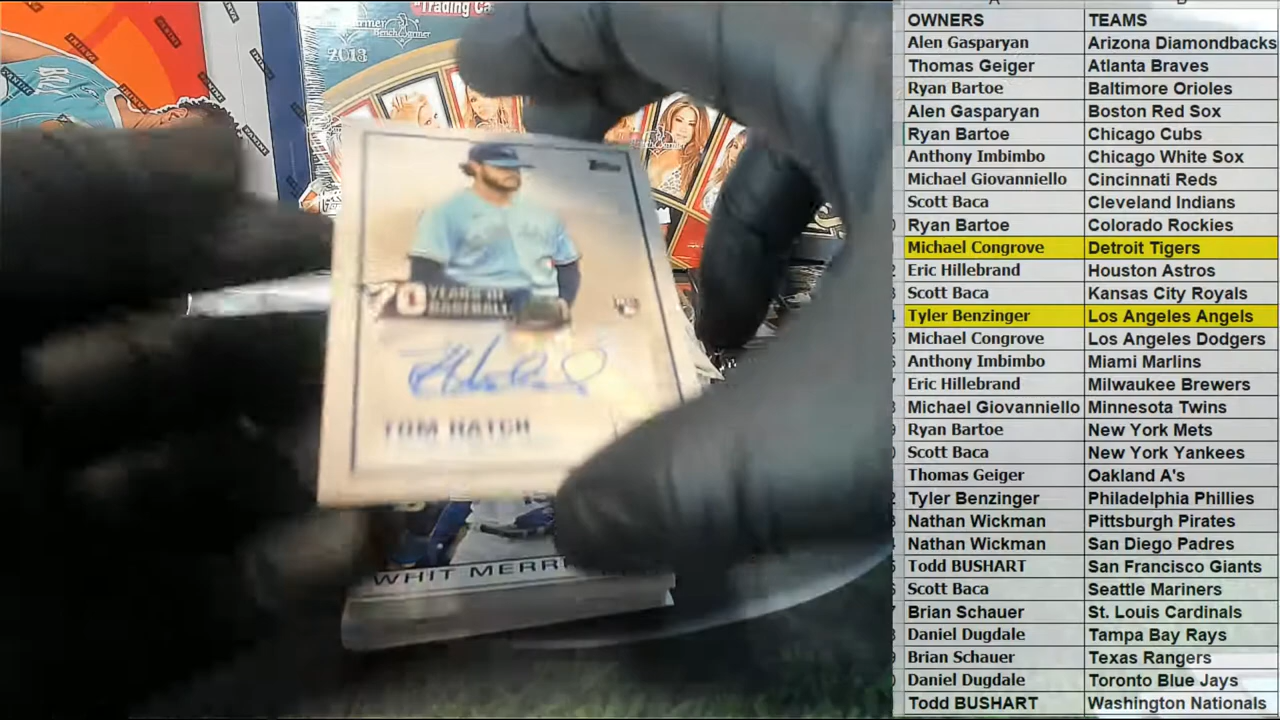 Trading Ca
BenchWarmer
2013
PANINI
70 YEARS OF
BASEBALL
TOM HATCH
WHIT MERRI
OWNERS TEAMS
Alen Gasparyan Arizona Diamondbacks
Thomas Geiger Atlanta Braves
Ryan Bartoe Baltimore Orioles
Alen Gasparyan Boston Red Sox
Ryan Bartoe Chicago Cubs
Anthony Imbimbo Chicago White Sox
Michael Giovanniello Cincinnati Reds
Scott Baca Cleveland Indians
Ryan Bartoe Colorado Rockies
Michael Congrove Detroit Tigers
Eric Hillebrand Houston Astros
Scott Baca Kansas City Royals
Tyler Benzinger Los Angeles Angels
Michael Congrove Los Angeles Dodgers
Anthony Imbimbo Miami Marlins
Eric Hillebrand Milwaukee Brewers
Michael Giovanniello Minnesota Twins
Ryan Bartoe New York Mets
Scott Baca New York Yankees
Thomas Geiger Oakland A's
Tyler Benzinger Philadelphia Phillies
Nathan Wickman Pittsburgh Pirates
Nathan Wickman San Diego Padres
Todd BUSHART San Francisco Giants
Scott Baca Seattle Mariners
Brian Schauer St. Louis Cardinals
Daniel Dugdale Tampa Bay Rays
Brian Schauer Texas Rangers
Daniel Dugdale Toronto Blue Jays
Todd BUSHART Washington Nationals